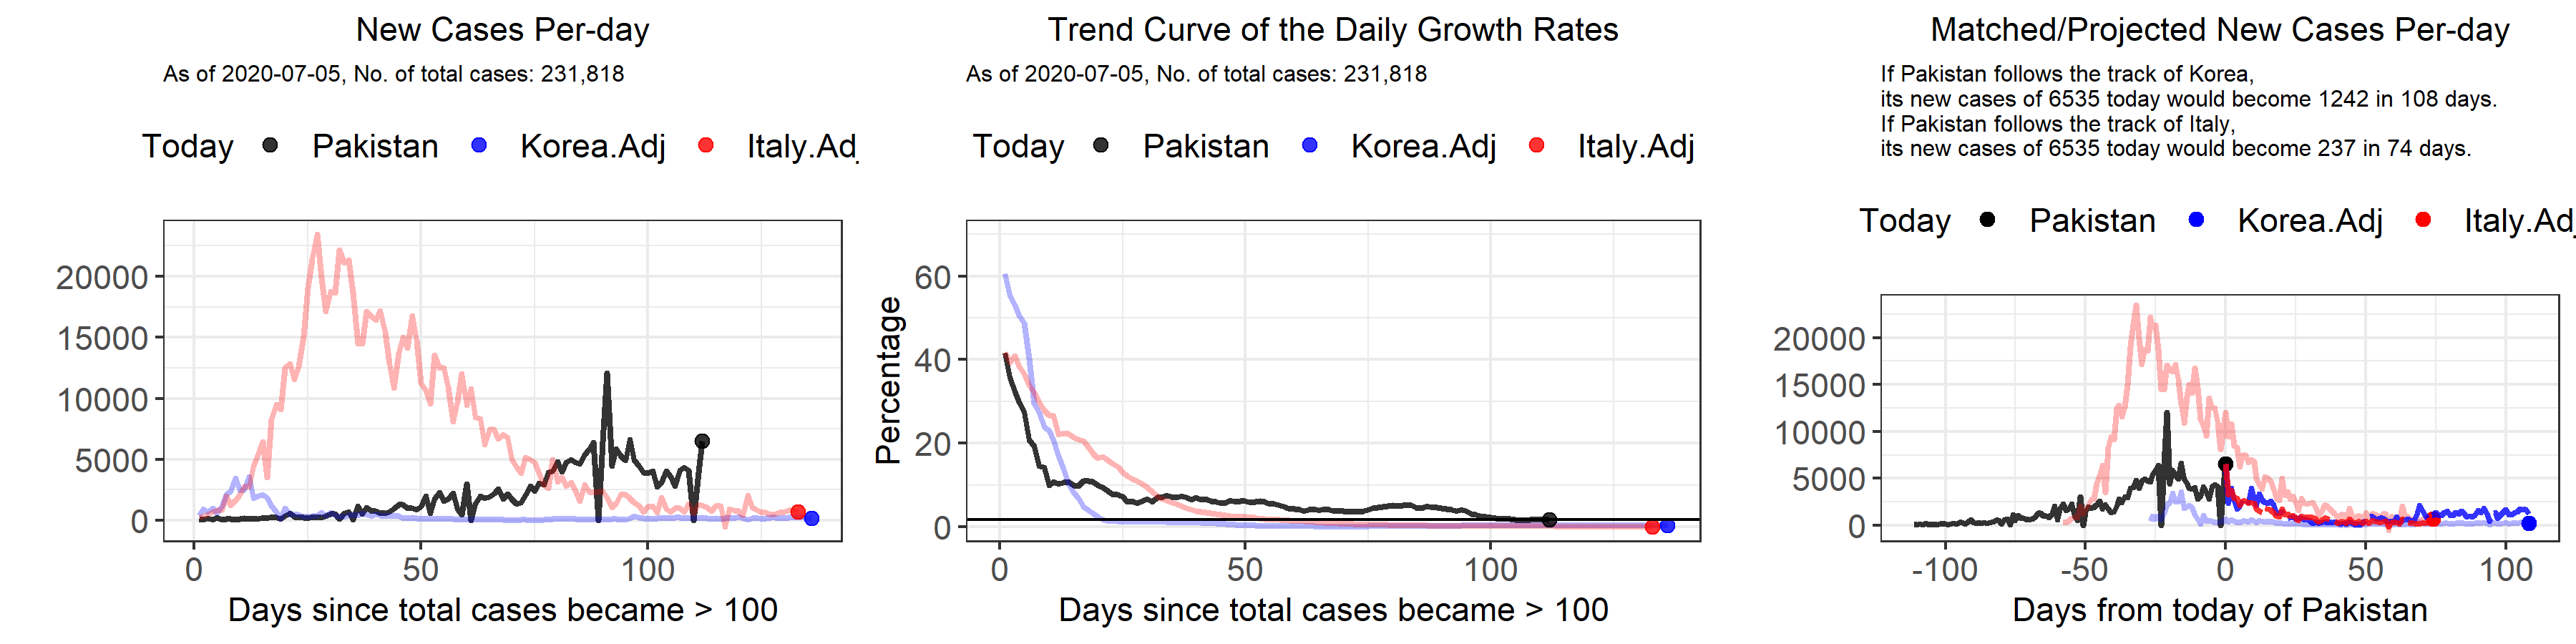 New Cases Per-day
As of 2020-07-05, No. of total cases: 231,818
Today Pakistan Korea.Adj Italy.Ad
20000
15000
10000
5000
0
0 50 100
Days since total cases became > 100
Trend Curve of the Daily Growth Rates
As of 2020-07-05, No. of total cases: 231,818
Today Pakistan Korea.Adj Italy.Adj
Percentage
60
40
20
0
0 50 100
Days since total cases became > 100
Matched/Projected New Cases Per-day
If Pakistan follows the track of Korea,
its new cases of 6535 today would become 1242 in 108 days.
If Pakistan follows the track of Italy,
its new cases of 6535 today would become 237 in 74 days.
Today Pakistan Korea.Adj Italy.Adj
20000
15000
10000
5000
0
-100 -50 0 50 100
Days from today of Pakistan